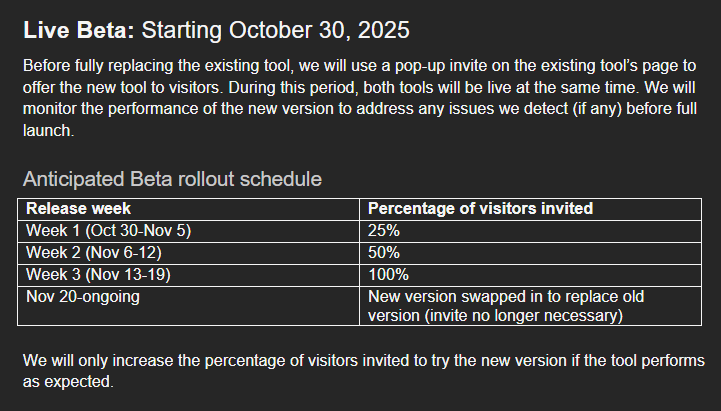 Live Beta: Starting October 30, 2025
Before fully replacing the existing tool, we will use a pop-up invite on the existing tool’s page to
offer the new tool to visitors. During this period, both tools will be live at the same time. We will
monitor the performance of the new version to address any issues we detect (if any) before full
launch.
Anticipated Beta rollout schedule
Release week Percentage of visitors invited
Week 1 (Oct 30-Nov 5) 25%
Week 2 (Nov 6-12) 50%
Week 3 (Nov 13-19) 100%
Nov 20-ongoing New version swapped in to replace old
version (invite no longer necessary)
We will only increase the percentage of visitors invited to try the new version if the tool performs
as expected.